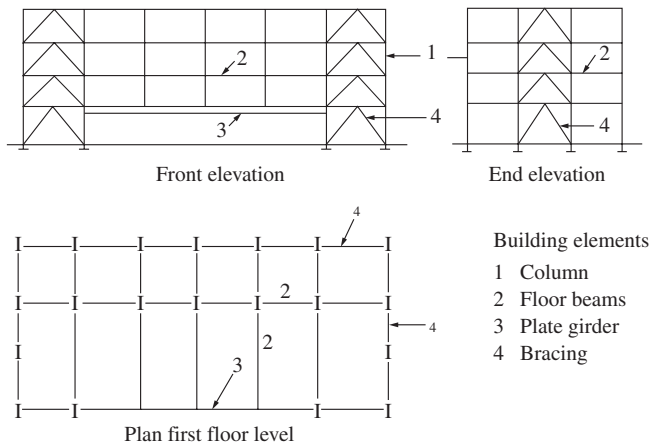 2
1
2
3
4
4
Front elevation
End elevation
4
2
4
2
3
Plan first floor level
Building elements
1 Column
2 Floor beams
3 Plate girder
4 Bracing